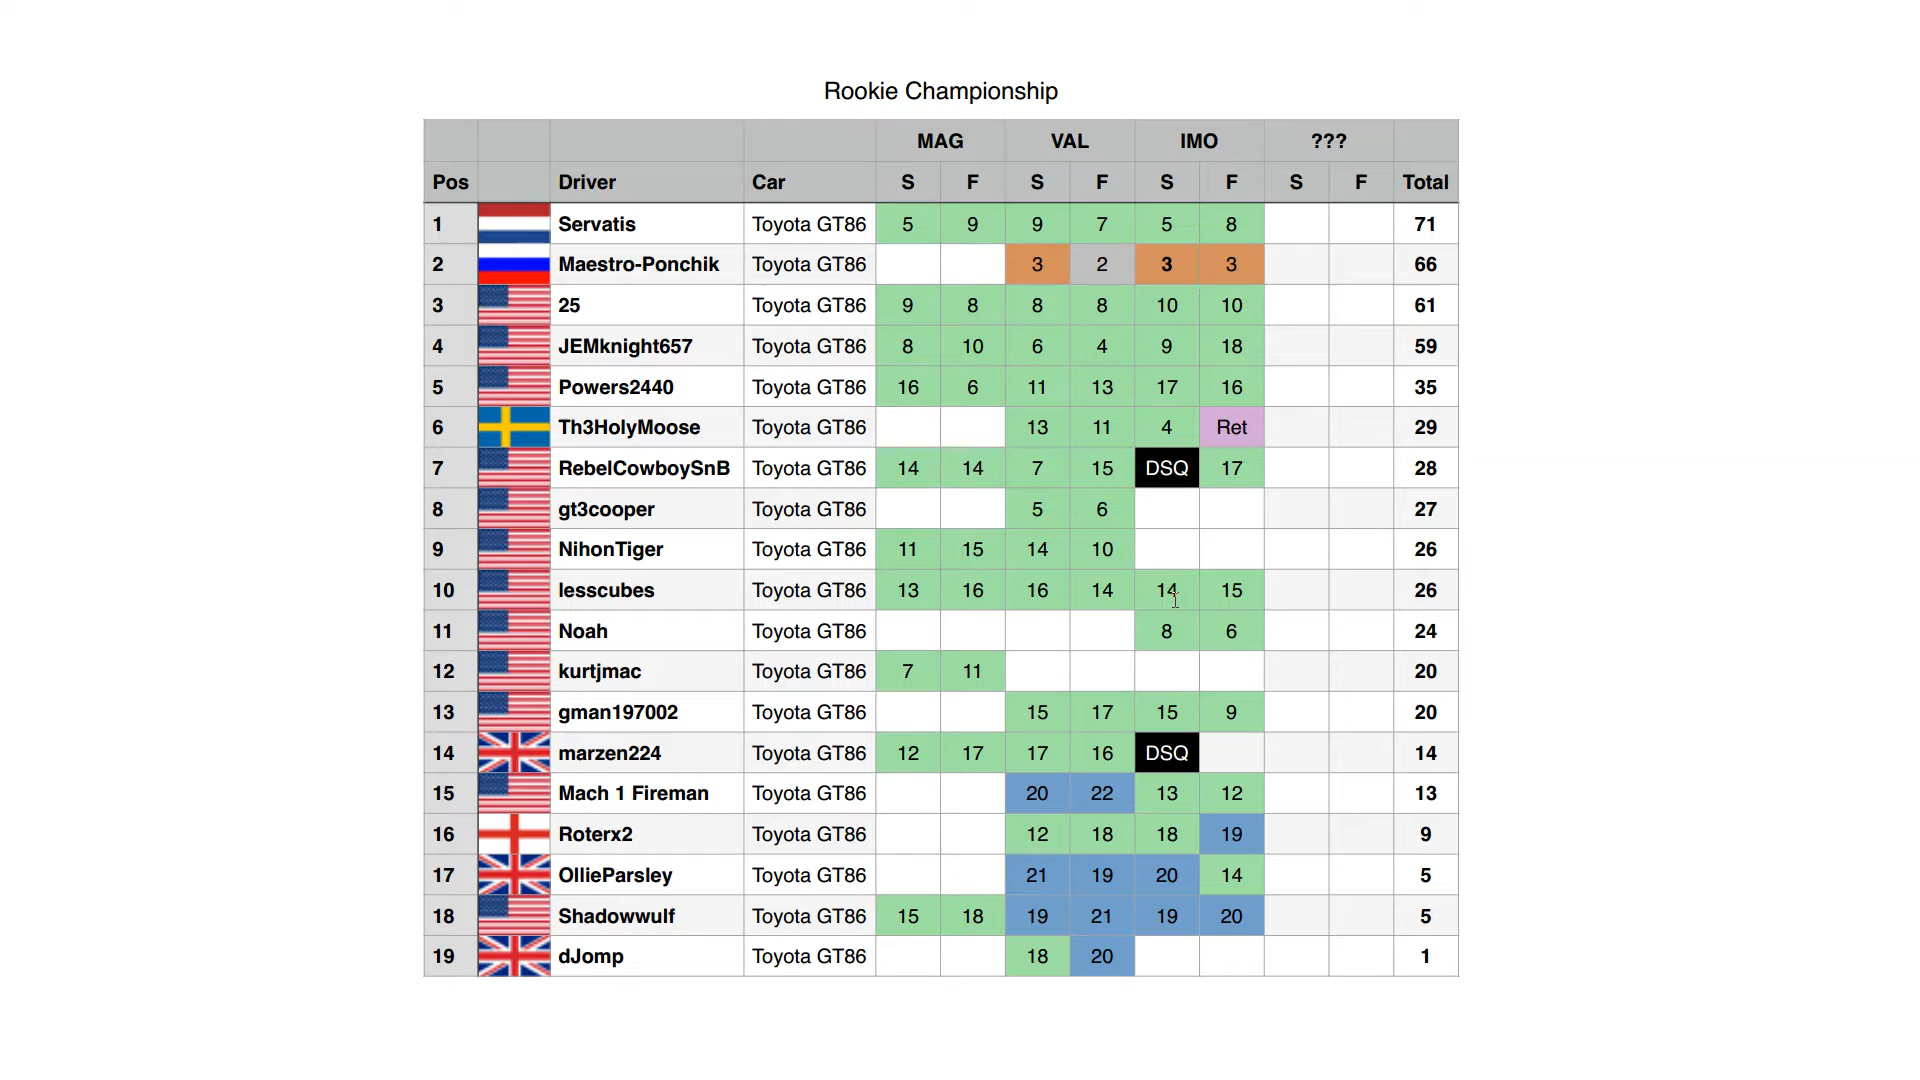 Rookie Championship
MAG VAL IMO ???
Pos Driver Car S F S F S F S F Total
1 Servatis Toyota GT86 5 9 9 7 5 8 71
2 Maestro-Ponchik Toyota GT86 3 2 3 3 66
3 25 Toyota GT86 9 8 8 8 10 10 61
4 JEMknight657 Toyota GT86 8 10 6 4 9 18 59
5 Powers2440 Toyota GT86 16 6 11 13 17 16 35
6 Th3HolyMoose Toyota GT86 13 11 4 Ret 29
7 RebelCowboySnB Toyota GT86 14 14 7 15 DSQ 17 28
8 gt3cooper Toyota GT86 5 6 27
9 NihonTiger Toyota GT86 11 15 14 10 26
10 lesscubes Toyota GT86 13 16 16 14 14 15 26
11 Noah Toyota GT86 8 6 24
12 kurtjmac Toyota GT86 7 11 20
13 gman197002 Toyota GT86 15 17 15 9 20
14 marzen224 Toyota GT86 12 17 17 16 DSQ 14
15 Mach 1 Fireman Toyota GT86 20 22 13 12 13
16 Roterx2 Toyota GT86 12 18 18 19 9
17 OllieParsley Toyota GT86 21 19 20 14 5
18 Shadowwulf Toyota GT86 15 18 19 21 19 20 5
19 dJomp Toyota GT86 18 20 1